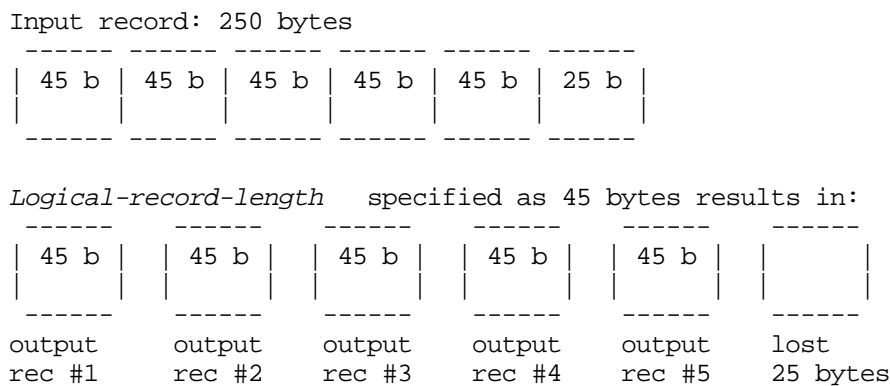 Input record: 250 bytes
------ ------ ------ ------ ------ ------
| 45 b | 45 b | 45 b | 45 b | 45 b | 25 b |
| | | | | | |
------ ------ ------ ------ ------ ------
Logical-record-length specified as 45 bytes results in:
------ ------ ------ ------ ------ ------
| 45 b | | 45 b | | 45 b | | 45 b | | 45 b | | |
| | | | | | | | | | | |
------ ------ ------ ------ ------ ------
output output output output output lost
rec #1 rec #2 rec #3 rec #4 rec #5 25 bytes